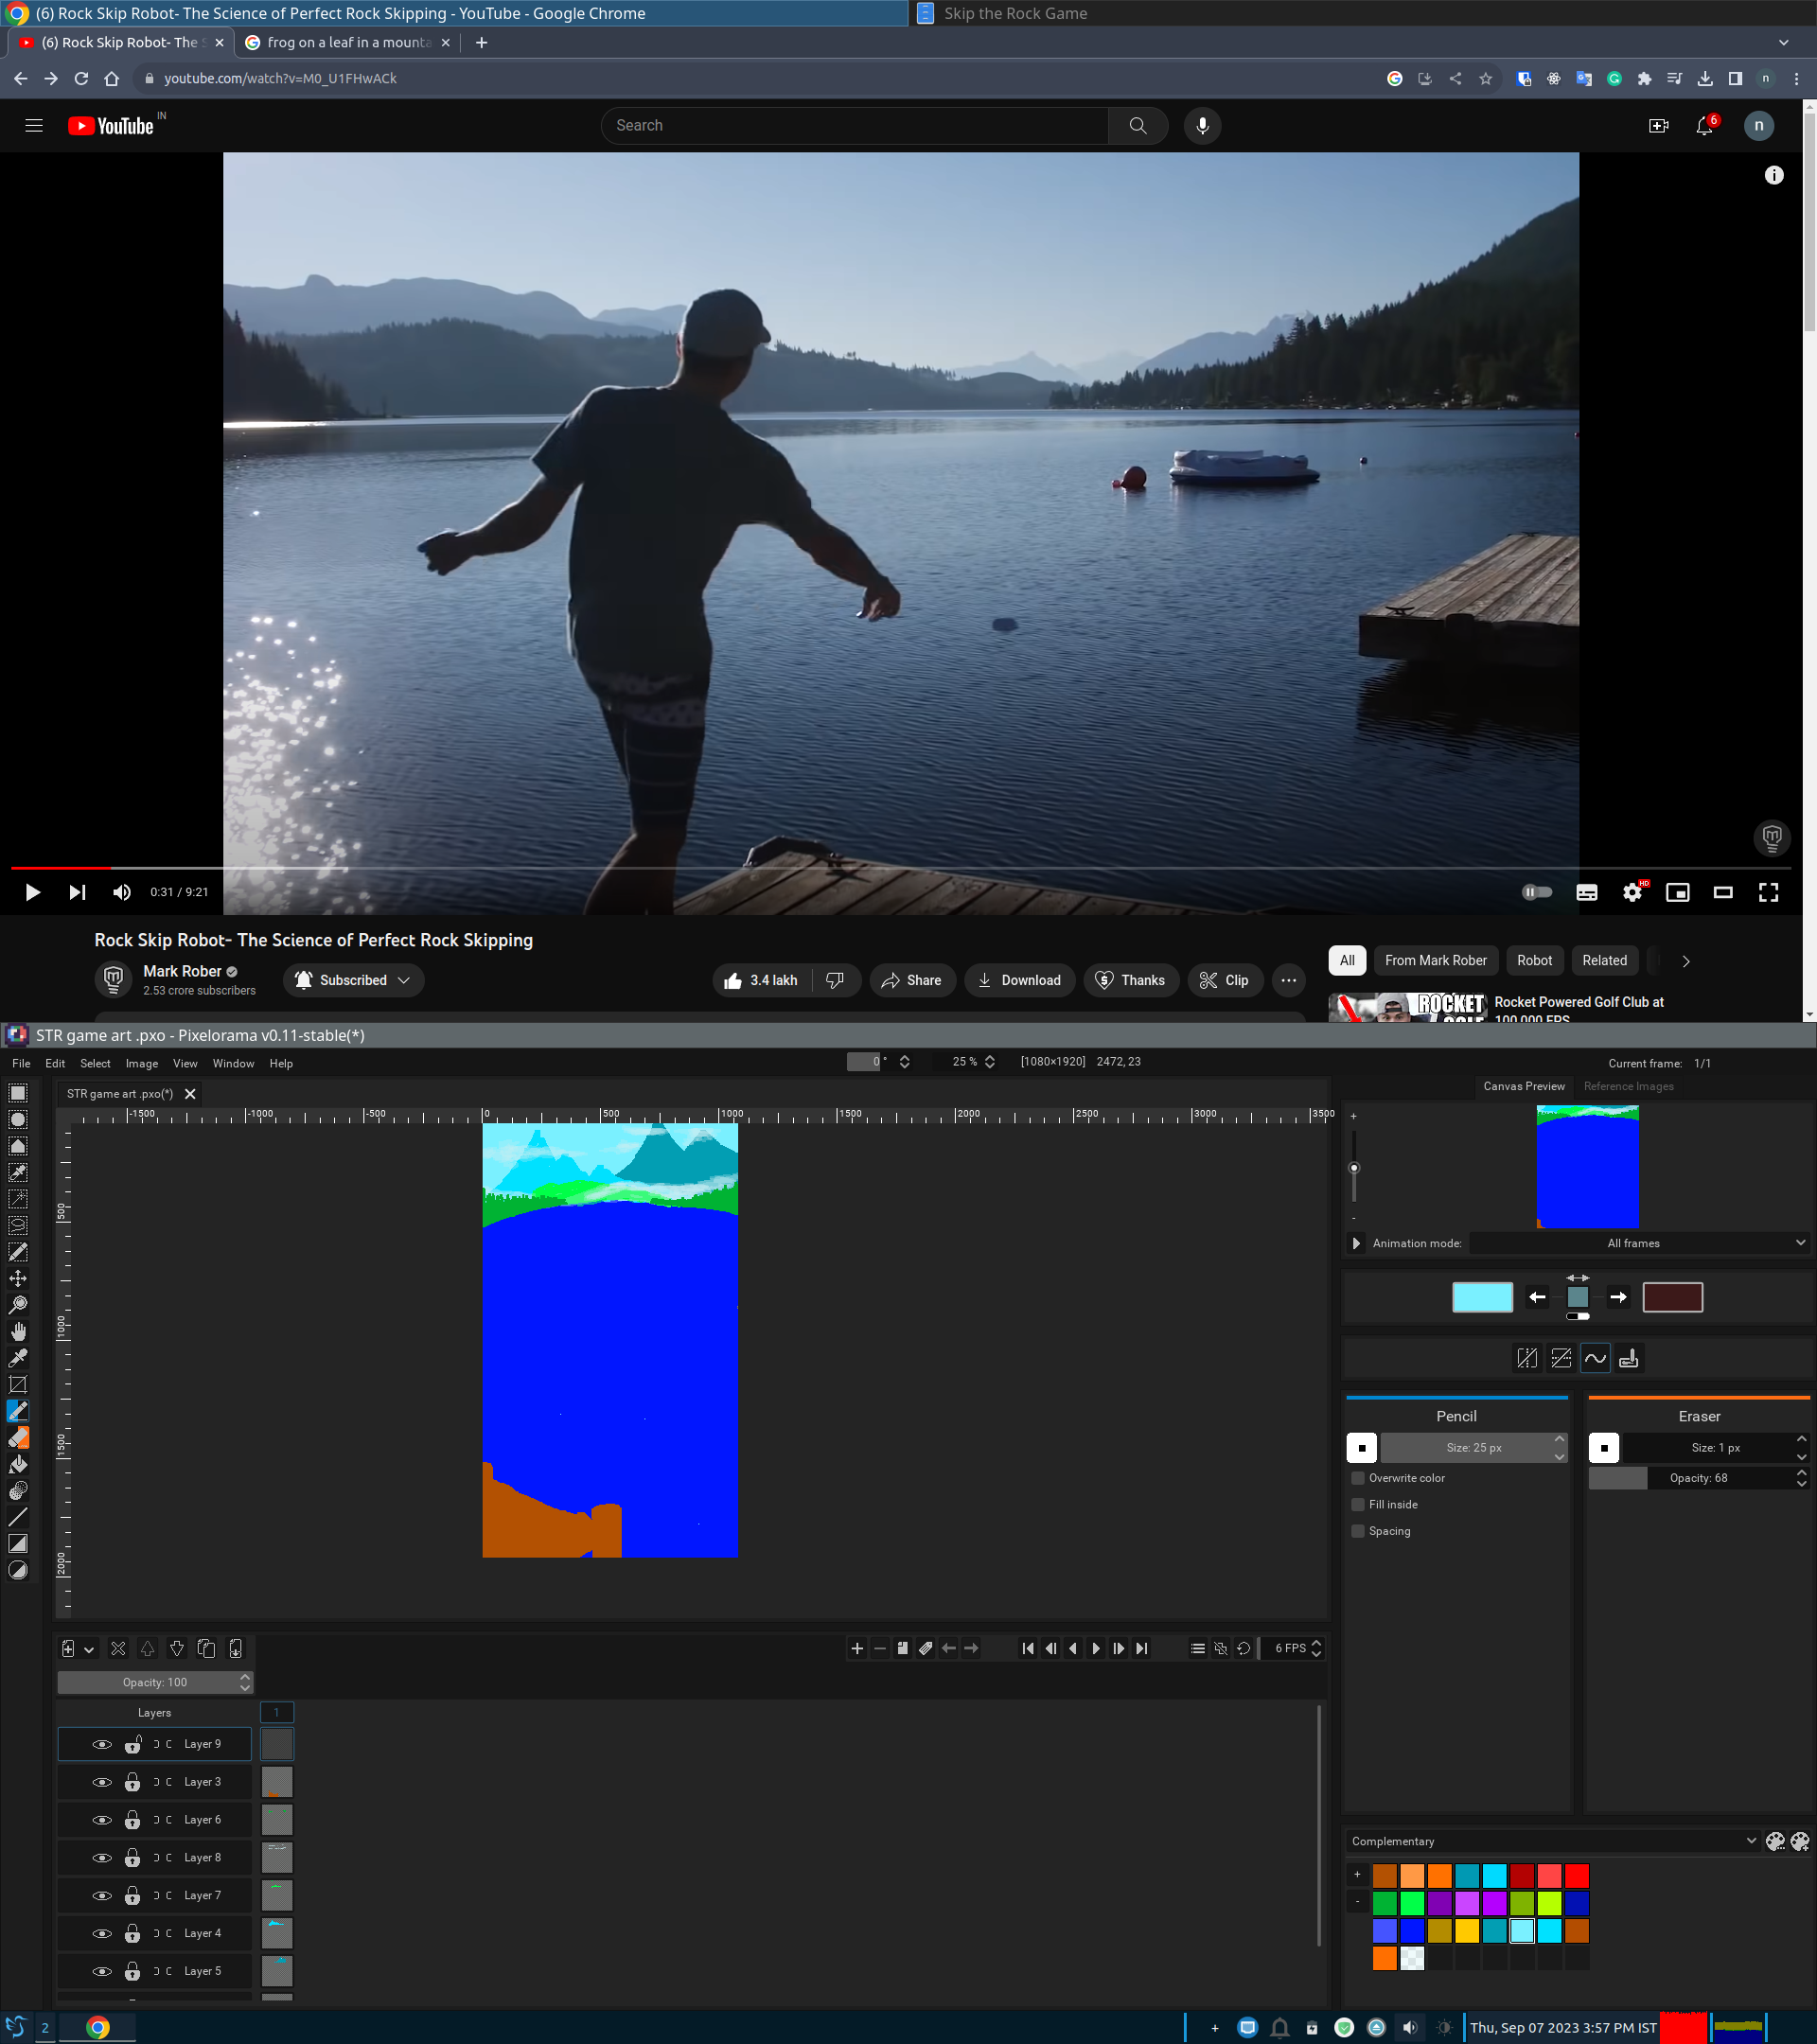 (6) Rock Skip Robot- The Science of Perfect Rock Skipping - YouTube - Google Chrome
Skip the Rock Game
(6) Rock Skip Robot- The S
frog on a leaf in a mounta
youtube.com/watch?v=M0_U1FHwACk
n
YouTube IN
Search
6
n
i
0:31 / 9:21
HD
Rock Skip Robot- The Science of Perfect Rock Skipping
Mark Rober
2.53 crore subscribers
Subscribed
3.4 lakh
Share
Download
Thanks
Clip
All
From Mark Rober
Robot
Related
ROCKET
Rocket Powered Golf Club at
100,000 FPS
STR game art .pxo - Pixelorama v0.11-stable(*)
File Edit Select Image View Window Help
0 °
25 %
[1080×1920] 2472, 23
Current frame: 1/1
STR game art .pxo(*)
Canvas Preview
Reference Images
-1500 -1000 -500 0 500 1000 1500 2000 2500 3000 3500
500
1000
1500
2000
+
-
Animation mode:
All frames
Pencil
Size: 25 px
Overwrite color
Fill inside
Spacing
Eraser
Size: 1 px
Opacity: 68
6 FPS
Opacity: 100
Layers
1
Layer 9
Layer 3
Layer 6
Layer 8
Layer 7
Layer 4
Layer 5
Complementary
+
-
2
+
Thu, Sep 07 2023 3:57 PM IST